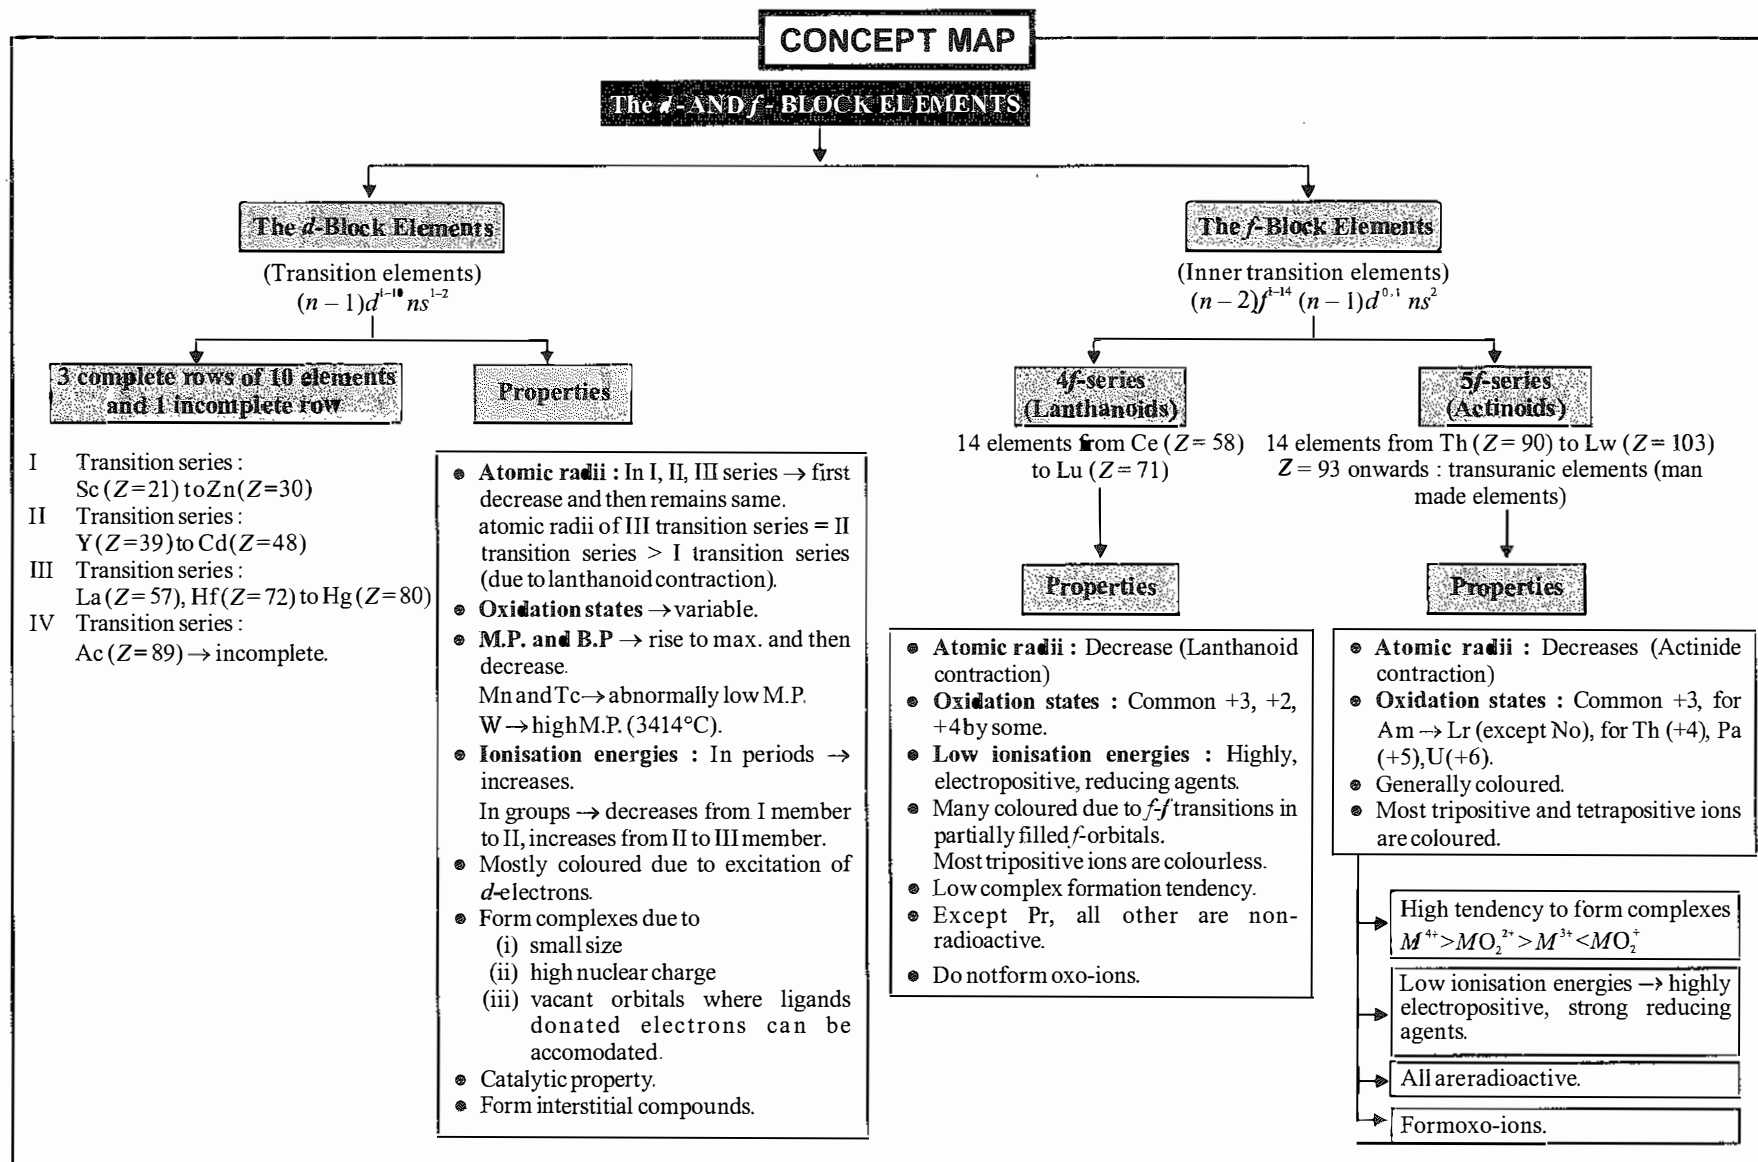 CONCEPT MAP
The d- AND f- BLOCK ELEMENTS
The d-Block Elements
(Transition elements)
(n – 1)d¹⁻¹⁰ ns¹⁻²
3 complete rows of 10 elements
and 1 incomplete row
I Transition series :
Sc (Z=21) to Zn (Z=30)
II Transition series :
Y (Z=39) to Cd (Z=48)
III Transition series :
La (Z=57), Hf (Z=72) to Hg (Z=80)
IV Transition series :
Ac (Z=89) → incomplete.
Properties
• Atomic radii : In I, II, III series → first
decrease and then remains same.
atomic radii of III transition series = II
transition series > I transition series
(due to lanthanoid contraction).
• Oxidation states → variable.
• M.P. and B.P → rise to max. and then
decrease.
Mn and Tc → abnormally low M.P.
W → high M.P. (3414°C).
• Ionisation energies : In periods →
increases.
In groups → decreases from I member
to II, increases from II to III member.
• Mostly coloured due to excitation of
d-electrons.
• Form complexes due to
(i) small size
(ii) high nuclear charge
(iii) vacant orbitals where ligands
donated electrons can be
accomodated.
• Catalytic property.
• Form interstitial compounds.
The f-Block Elements
(Inner transition elements)
(n – 2)f¹⁻¹⁴ (n – 1)d⁰,¹ ns²
4f-series
(Lanthanoids)
14 elements from Ce (Z = 58)
to Lu (Z = 71)
Properties
• Atomic radii : Decrease (Lanthanoid
contraction)
• Oxidation states : Common +3, +2,
+4 by some.
• Low ionisation energies : Highly,
electropositive, reducing agents.
• Many coloured due to f-f transitions in
partially filled f-orbitals.
Most tripositive ions are colourless.
• Low complex formation tendency.
• Except Pr, all other are non-
radioactive.
• Do not form oxo-ions.
5f-series
(Actinoids)
14 elements from Th (Z = 90) to Lw (Z = 103)
Z = 93 onwards : transuranic elements (man
made elements)
Properties
• Atomic radii : Decreases (Actinide
contraction)
• Oxidation states : Common +3, for
Am → Lr (except No), for Th (+4), Pa
(+5), U(+6).
• Generally coloured.
• Most tripositive and tetrapositive ions
are coloured.
High tendency to form complexes
M⁴⁺ > MO₂²⁺ > M³⁺ < MO₂⁺
Low ionisation energies → highly
electropositive, strong reducing
agents.
All are radioactive.
Form oxo-ions.